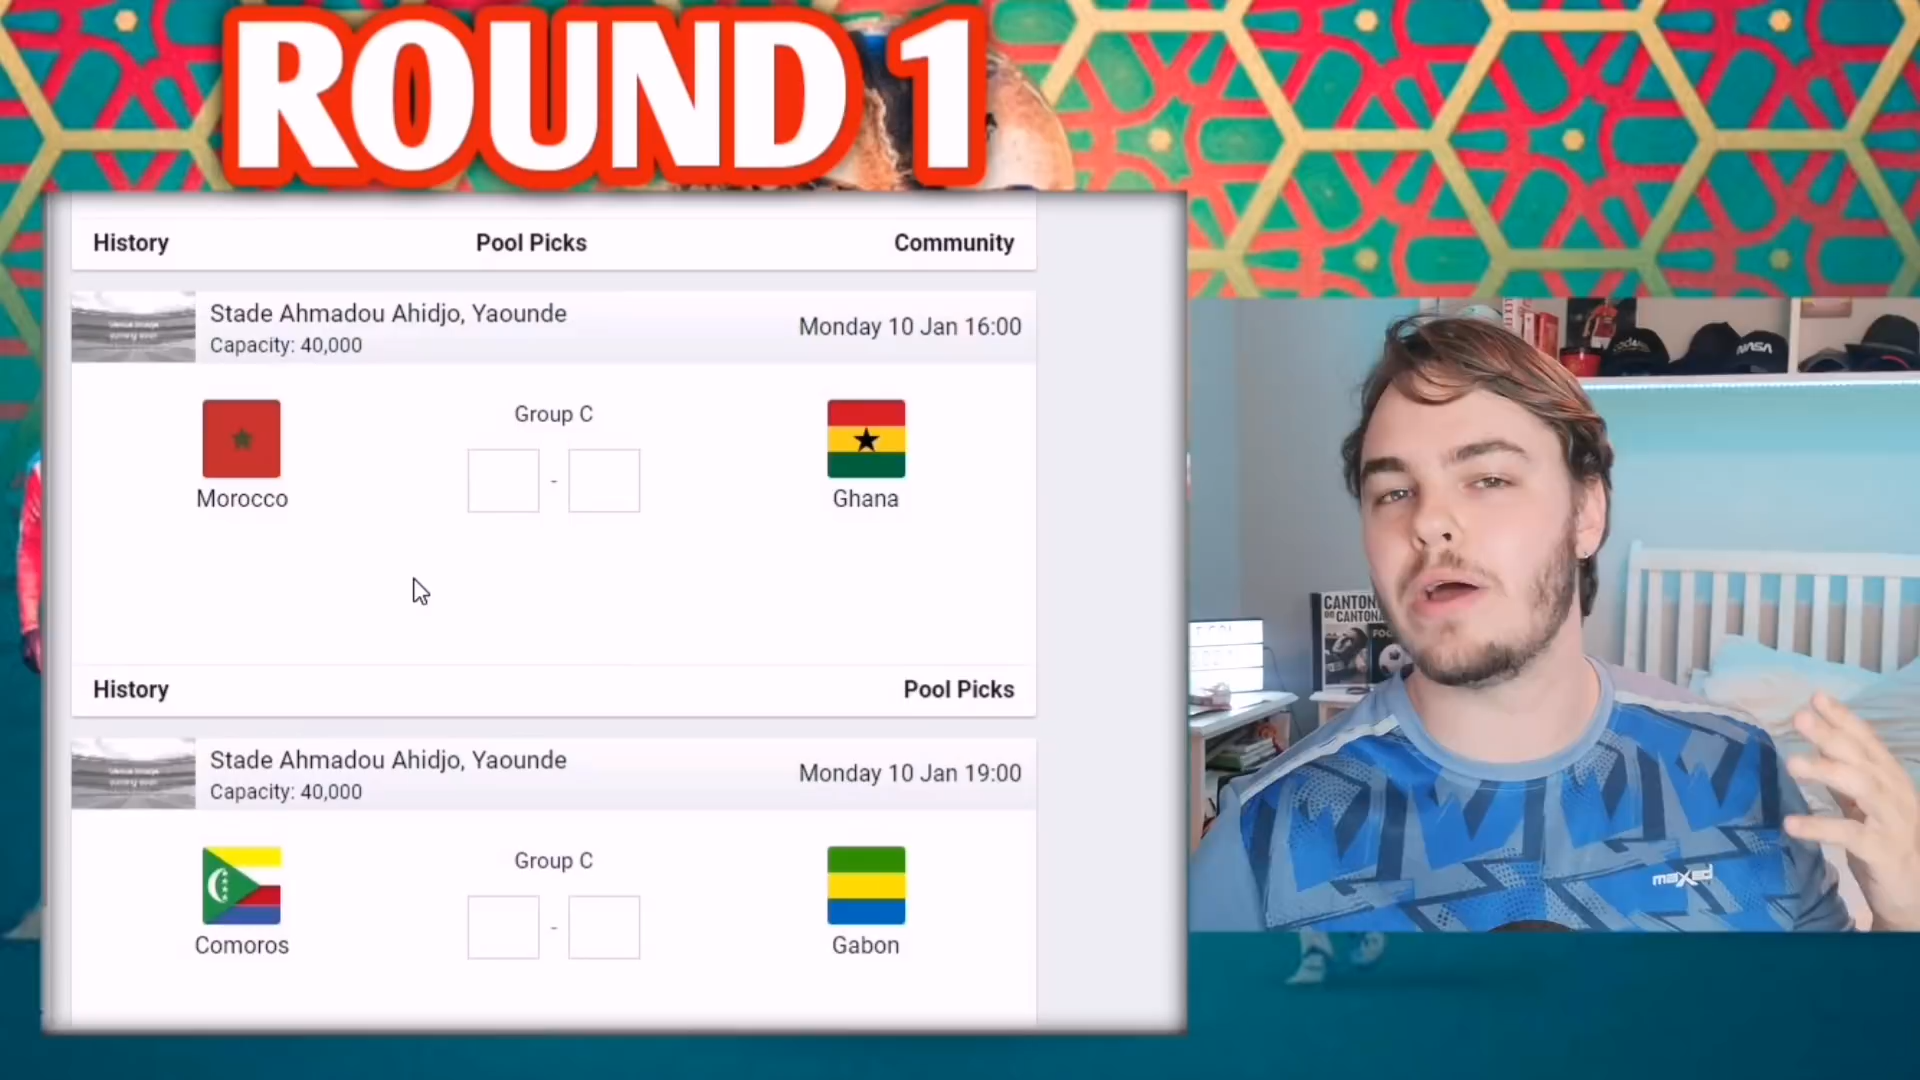 ROUND 1
History Pool Picks Community
Stade Ahmadou Ahidjo, Yaounde
Capacity: 40,000
Monday 10 Jan 16:00
Group C
Morocco - Ghana
History Pool Picks
Stade Ahmadou Ahidjo, Yaounde
Capacity: 40,000
Monday 10 Jan 19:00
Group C
Comoros - Gabon
NASA
CANTON
CANTONA
FOO
maxed